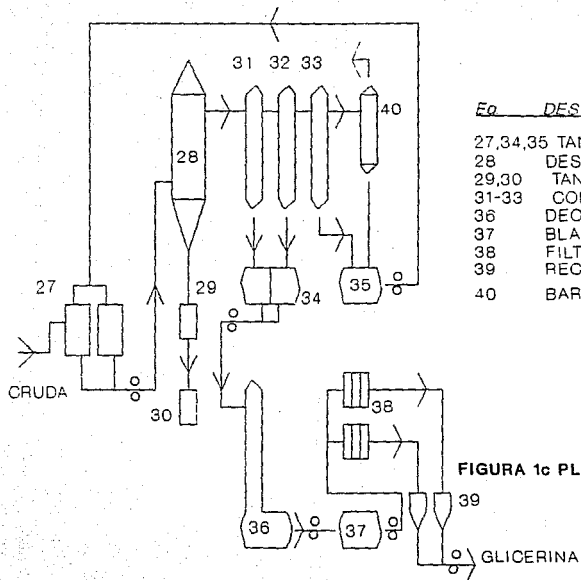 31 32 33
40
28
27
29
34
35
CRUDA
30
38
36
37
39
GLICERINA
Eq DES
27,34,35 TAN
28 DES
29,30 TAN
31-33 CO
36 DEC
37 BLA
38 FILT
39 REC
40 BAR
FIGURA 1c PL